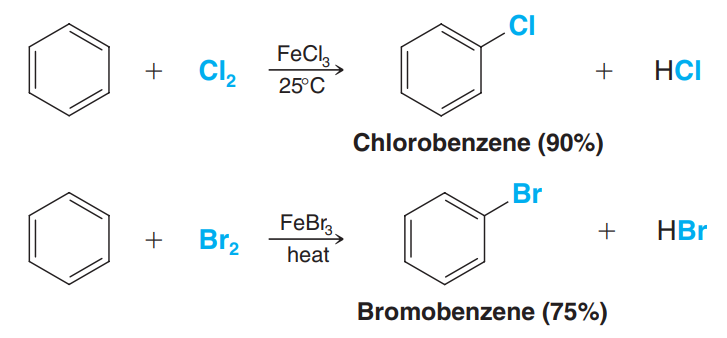 Cl
+ Cl₂ FeCl₃ + HCl
25°C
Chlorobenzene (90%)
Br
+ Br₂ FeBr₃ + HBr
heat
Bromobenzene (75%)